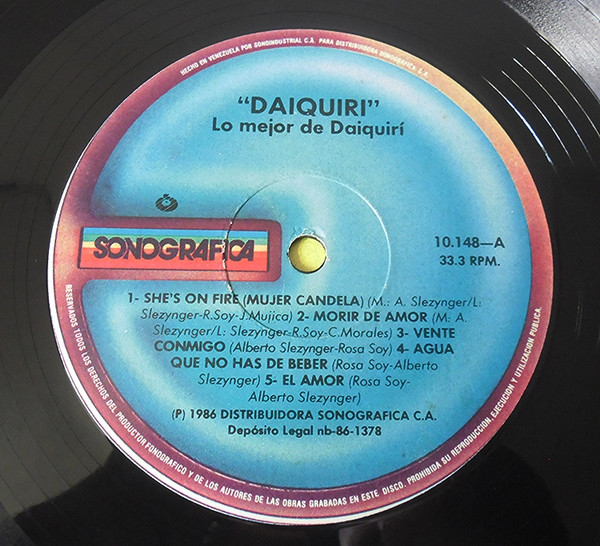 HECHO EN VENEZUELA POR SONOINDUSTRIAL C.A. PARA DISTRIBUIDORA SONOGRAFICA, S.A.
"DAIQUIRI"
Lo mejor de Daiquirí
SONOGRAFICA
10.148—A
33.3 RPM.
1- SHE'S ON FIRE (MUJER CANDELA) (M.: A. Slezynger/L:
Slezynger-R.Soy-J.Mujica) 2- MORIR DE AMOR (M: A.
Slezynger/L: Slezynger-R.Soy-C.Morales) 3- VENTE
CONMIGO (Alberto Slezynger-Rosa Soy) 4- AGUA
QUE NO HAS DE BEBER (Rosa Soy-Alberto
Slezynger) 5- EL AMOR (Rosa Soy-
Alberto Slezynger)
(P) 1986 DISTRIBUIDORA SONOGRAFICA C.A.
Depósito Legal nb-86-1378
RESERVADOS TODOS LOS DERECHOS DEL PRODUCTOR FONOGRAFICO Y DE LOS AUTORES DE LAS OBRAS GRABADAS EN ESTE DISCO. PROHIBIDA SU REPRODUCCION, EJECUCION Y UTILIZACION PUBLICA.